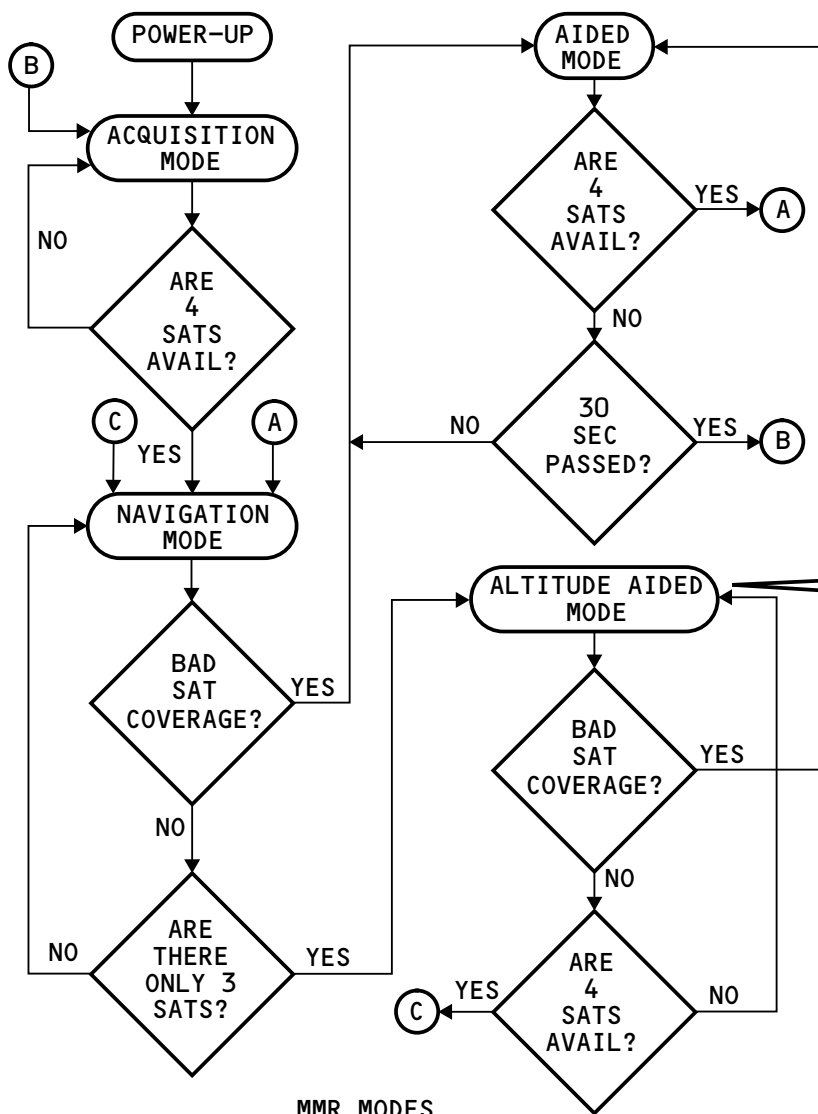 POWER-UP
B
ACQUISITION
MODE
NO
ARE
4
SATS
AVAIL?
C
A
YES
NAVIGATION
MODE
BAD
SAT
COVERAGE?
YES
NO
ARE
THERE
ONLY 3
SATS?
NO
YES
AIDED
MODE
ARE
4
SATS
AVAIL?
YES
A
NO
30
SEC
PASSED?
NO
YES
B
ALTITUDE AIDED
MODE
BAD
SAT
COVERAGE?
YES
NO
ARE
4
SATS
AVAIL?
YES
C
NO
MMR MODES